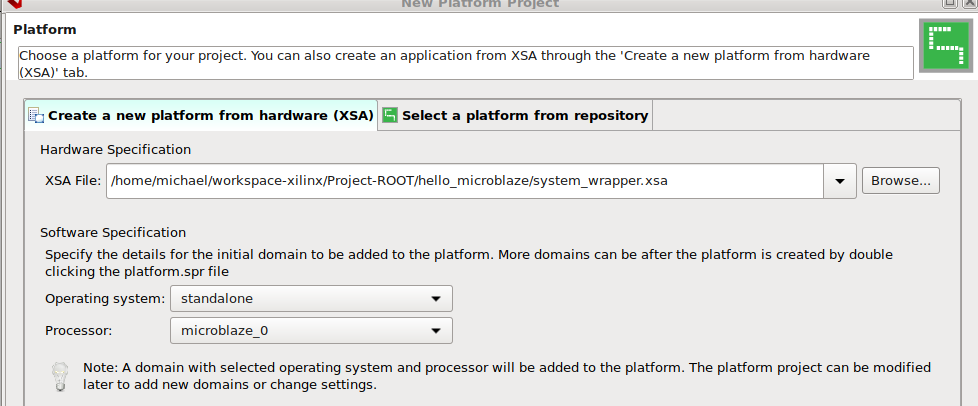 New Platform Project
Platform
Choose a platform for your project. You can also create an application from XSA through the 'Create a new platform from hardware
(XSA)' tab.
Create a new platform from hardware (XSA) Select a platform from repository
Hardware Specification
XSA File: /home/michael/workspace-xilinx/Project-ROOT/hello_microblaze/system_wrapper.xsa Browse...
Software Specification
Specify the details for the initial domain to be added to the platform. More domains can be after the platform is created by double
clicking the platform.spr file
Operating system: standalone
Processor: microblaze_0
Note: A domain with selected operating system and processor will be added to the platform. The platform project can be modified
later to add new domains or change settings.